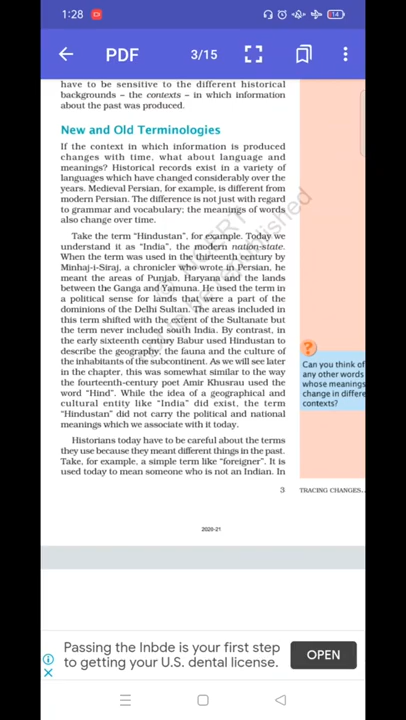 1:28
14
PDF
3/15
have to be sensitive to the different historical
backgrounds – the contexts – in which information
about the past was produced.
New and Old Terminologies
If the context in which information is produced
changes with time, what about language and
meanings? Historical records exist in a variety of
languages which have changed considerably over the
years. Medieval Persian, for example, is different from
modern Persian. The difference is not just with regard
to grammar and vocabulary; the meanings of words
also change over time.
Take the term “Hindustan”, for example. Today we
understand it as “India”, the modern nation-state.
When the term was used in the thirteenth century by
Minhaj-i-Siraj, a chronicler who wrote in Persian, he
meant the areas of Punjab, Haryana and the lands
between the Ganga and Yamuna. He used the term in
a political sense for lands that were a part of the
dominions of the Delhi Sultan. The areas included in
this term shifted with the extent of the Sultanate but
the term never included south India. By contrast, in
the early sixteenth century Babur used Hindustan to
describe the geography, the fauna and the culture of
the inhabitants of the subcontinent. As we will see later
in the chapter, this was somewhat similar to the way
the fourteenth-century poet Amir Khusrau used the
word “Hind”. While the idea of a geographical and
cultural entity like “India” did exist, the term
“Hindustan” did not carry the political and national
meanings which we associate with it today.
Historians today have to be careful about the terms
they use because they meant different things in the past.
Take, for example, a simple term like “foreigner”. It is
used today to mean someone who is not an Indian. In
?
Can you think of
any other words
whose meanings
change in differe
contexts?
3 TRACING CHANGES..
2020-21
Passing the Inbde is your first step
to getting your U.S. dental license.
OPEN